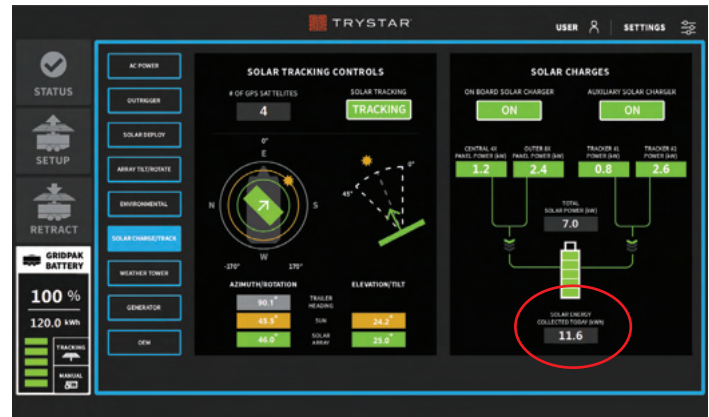 TRYSTAR
USER
SETTINGS
STATUS
SETUP
RETRACT
GRIDPAK
BATTERY
100 %
120.0 kWh
TRACKING
MANUAL
AC POWER
OUTRIGGER
SOLAR DEPLOY
ARRAY TILT/ROTATE
ENVIRONMENTAL
SOLAR CHARGE/TRACK
WEATHER TOWER
GENERATOR
OEM
SOLAR TRACKING CONTROLS
# OF GPS SATTELITES
4
SOLAR TRACKING
TRACKING
0°
E
N
S
W
-170°
170°
0°
45°
AZIMUTH/ROTATION
ELEVATION/TILT
90.1°
TRAILER
HEADING
45.5°
SUN
24.2°
46.0°
SOLAR
ARRAY
25.0°
SOLAR CHARGES
ON BOARD SOLAR CHARGER
ON
AUXILIARY SOLAR CHARGER
ON
CENTRAL 4X
PANEL POWER (kW)
1.2
OUTER 8X
PANEL POWER (kW)
2.4
TRACKER #1
POWER (kW)
0.8
TRACKER #2
POWER (kW)
2.6
TOTAL
SOLAR POWER (kW)
7.0
SOLAR ENERGY
COLLECTED TODAY (kWh)
11.6